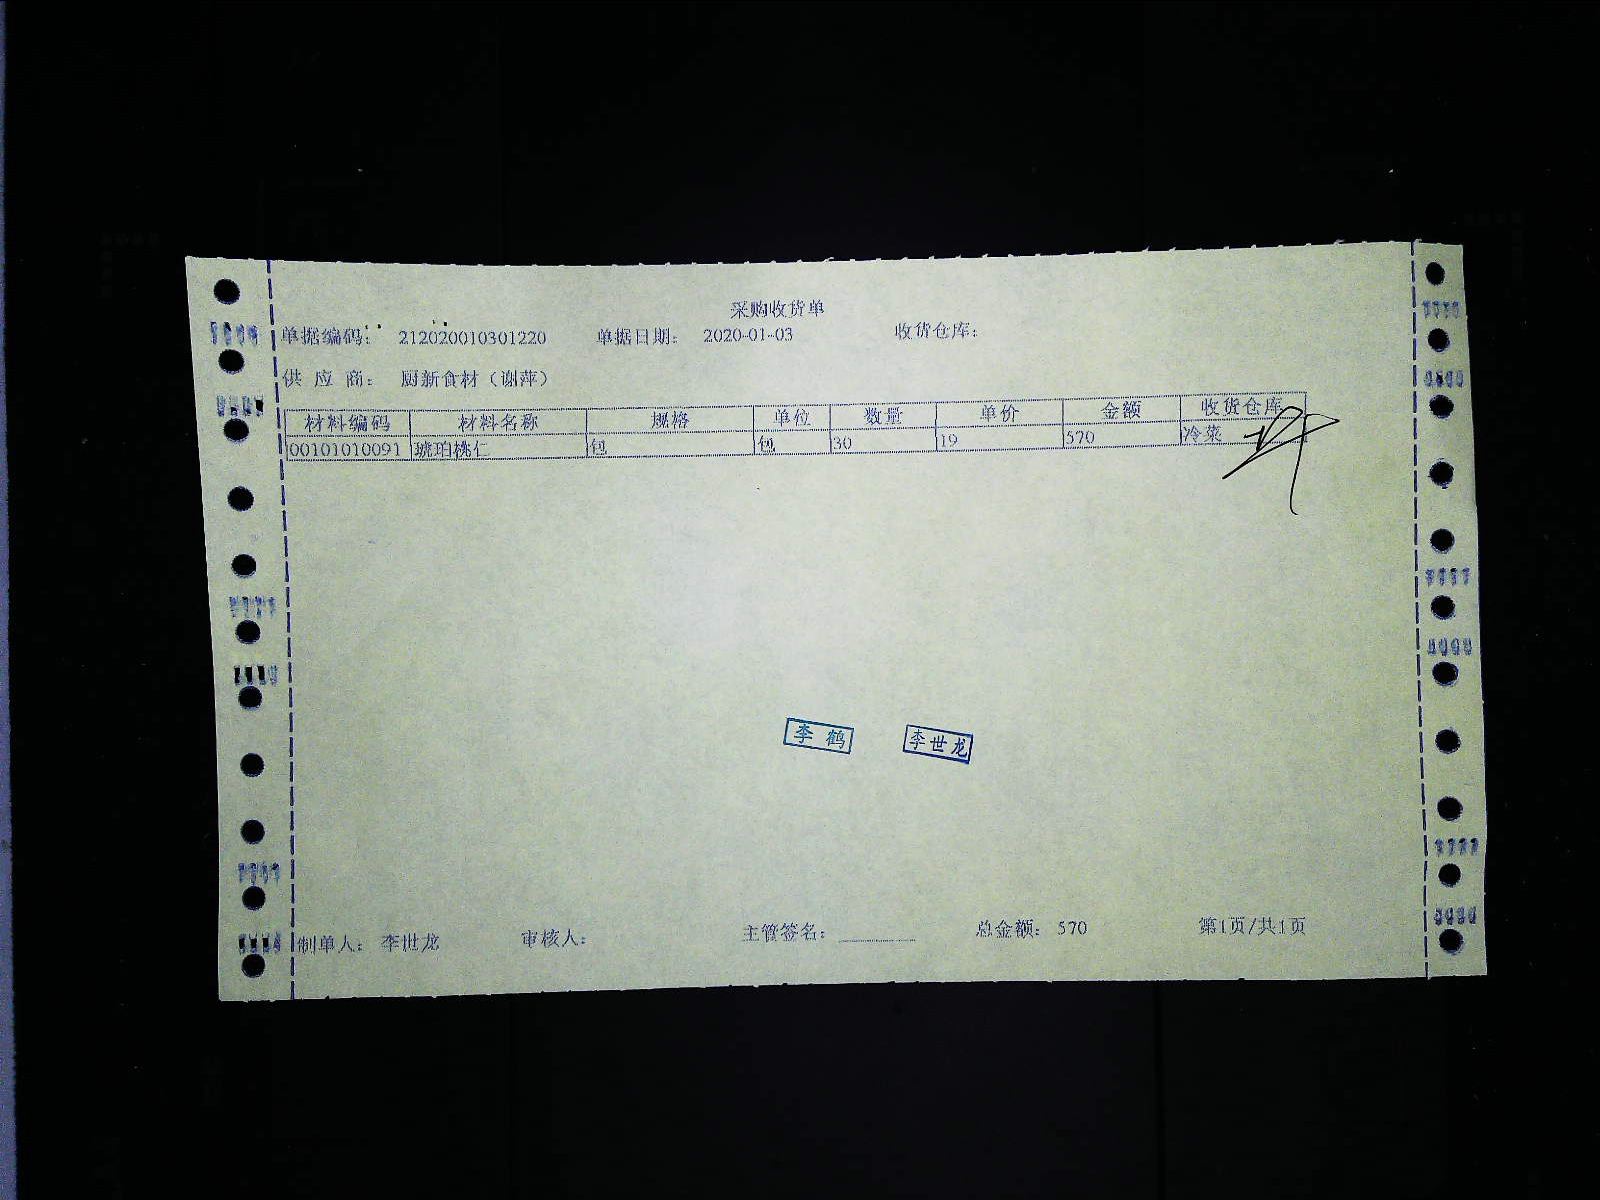 采购收货单
单据编码： 212020010301220 单据日期： 2020-01-03 收货仓库：
供 应 商： 厨新食材（谢萍）
材料编码 材料名称 规格 单位 数量 单价 金额 收货仓库
00101010091 琥珀桃仁 包 包 30 19 570 冷菜
李 鹤 李世龙
制单人： 李世龙 审核人： 主管签名： 总金额： 570 第1页/共1页